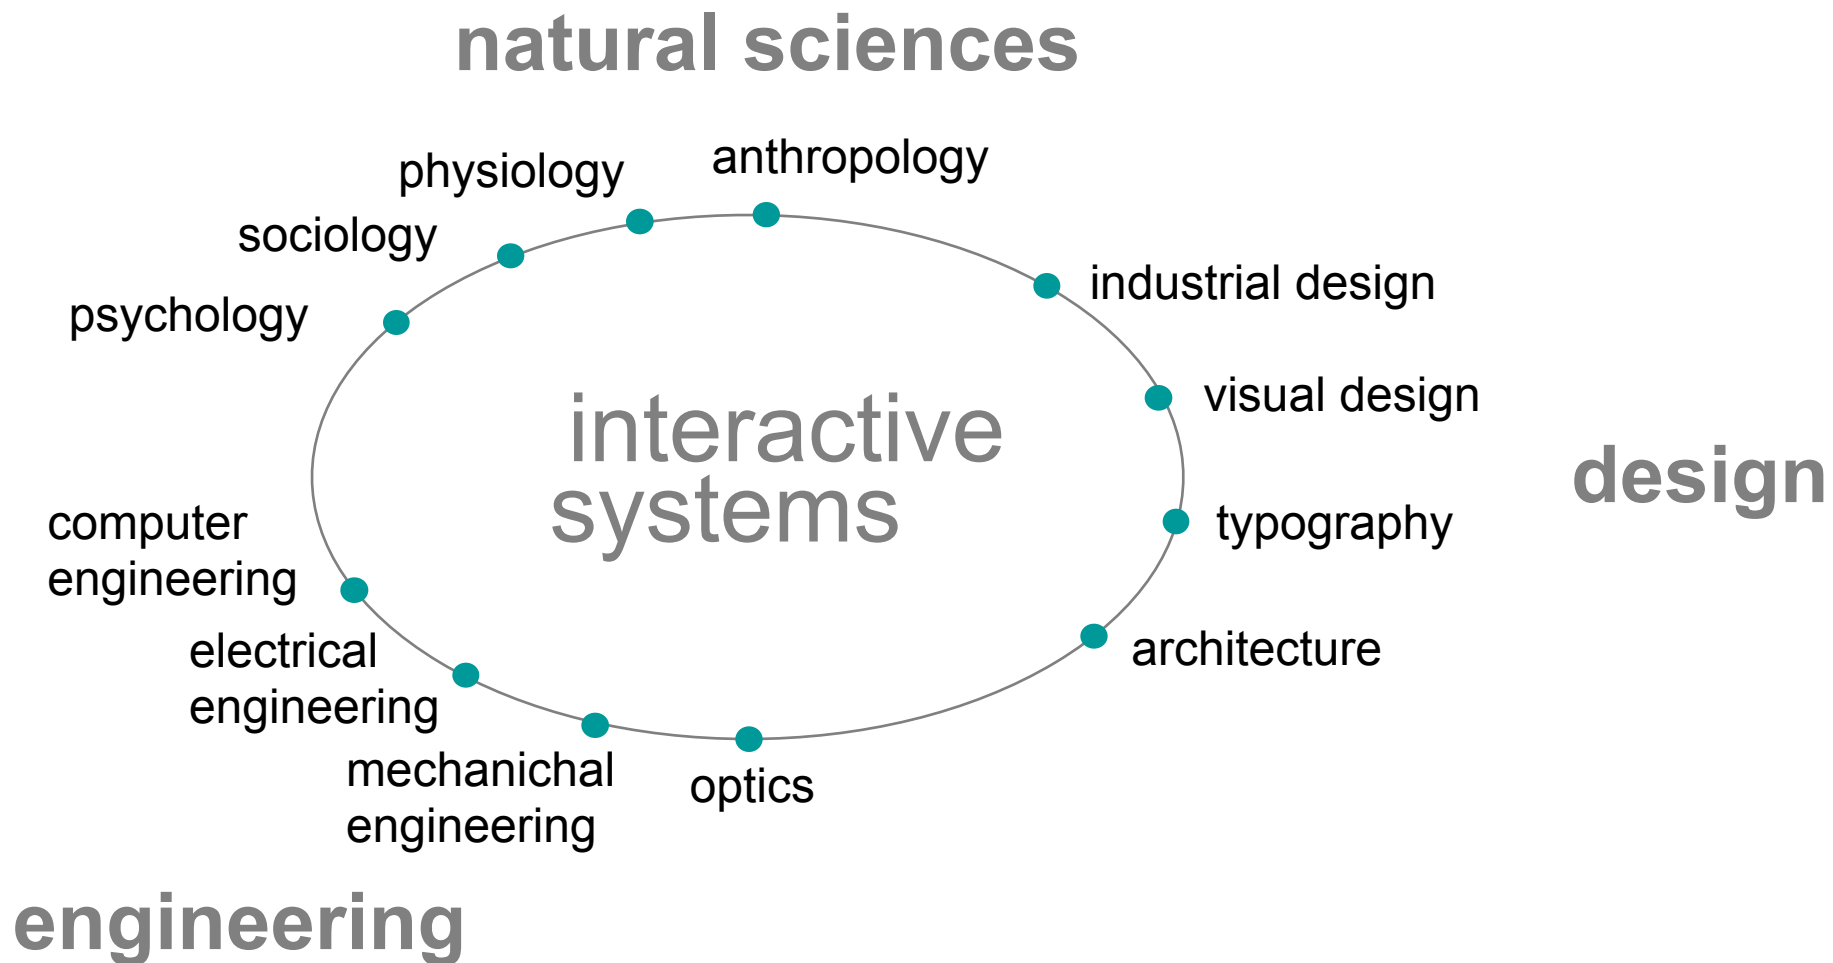 natural sciences
physiology
anthropology
sociology
psychology
industrial design
visual design
interactive
systems
design
typography
computer
engineering
electrical
engineering
architecture
mechanichal
engineering
optics
engineering